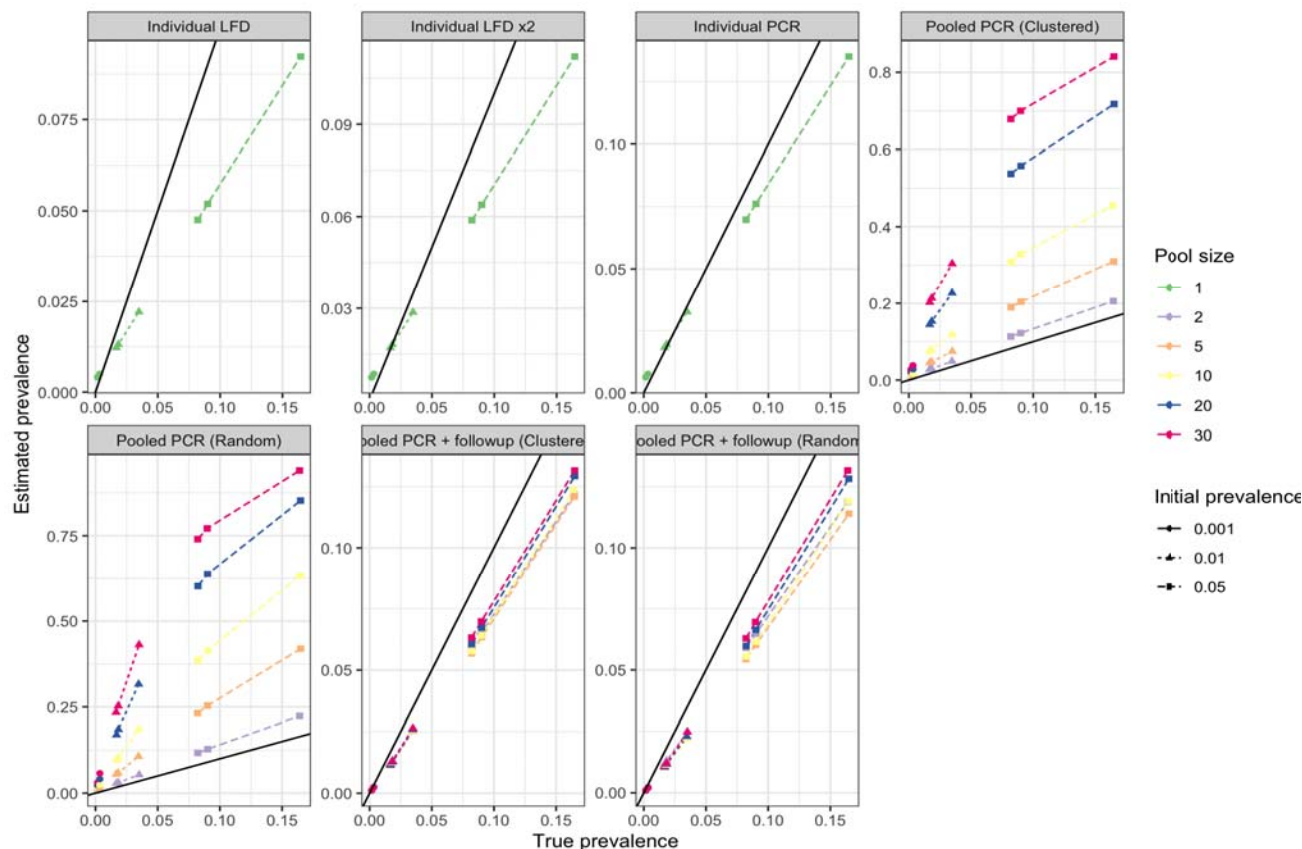 Individual LFD
Individual LFD x2
Individual PCR
Pooled PCR (Clustered)
0.075
0.050
0.025
0.000
0.09
0.06
0.03
0.10
0.05
0.00
0.8
0.6
0.4
0.2
0.0
0.00 0.05 0.10 0.15
0.00 0.05 0.10 0.15
0.00 0.05 0.10 0.15
0.00 0.05 0.10 0.15
Estimated prevalence
Pooled PCR (Random)
ooled PCR + followup (Clustere
ooled PCR + followup (Random
0.75
0.50
0.25
0.00
0.10
0.05
0.00
0.10
0.05
0.00
0.00 0.05 0.10 0.15
0.00 0.05 0.10 0.15
0.00 0.05 0.10 0.15
True prevalence
Pool size
1
2
5
10
20
30
Initial prevalence
0.001
0.01
0.05